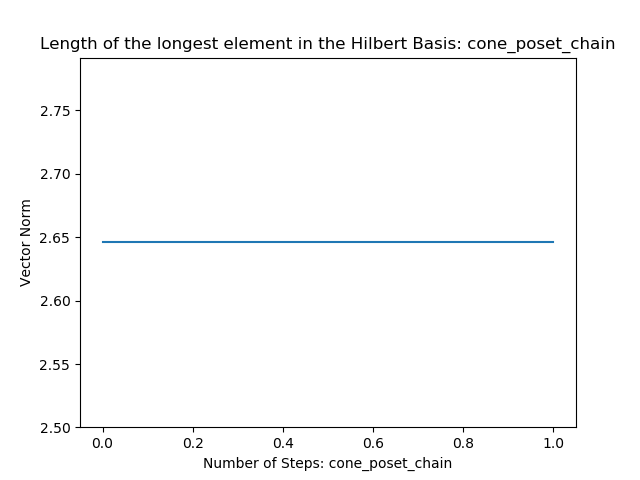 Length of the longest element in the Hilbert Basis: cone_poset_chain
2.75
2.70
2.65
2.60
2.55
2.50
Vector Norm
0.0 0.2 0.4 0.6 0.8 1.0
Number of Steps: cone_poset_chain